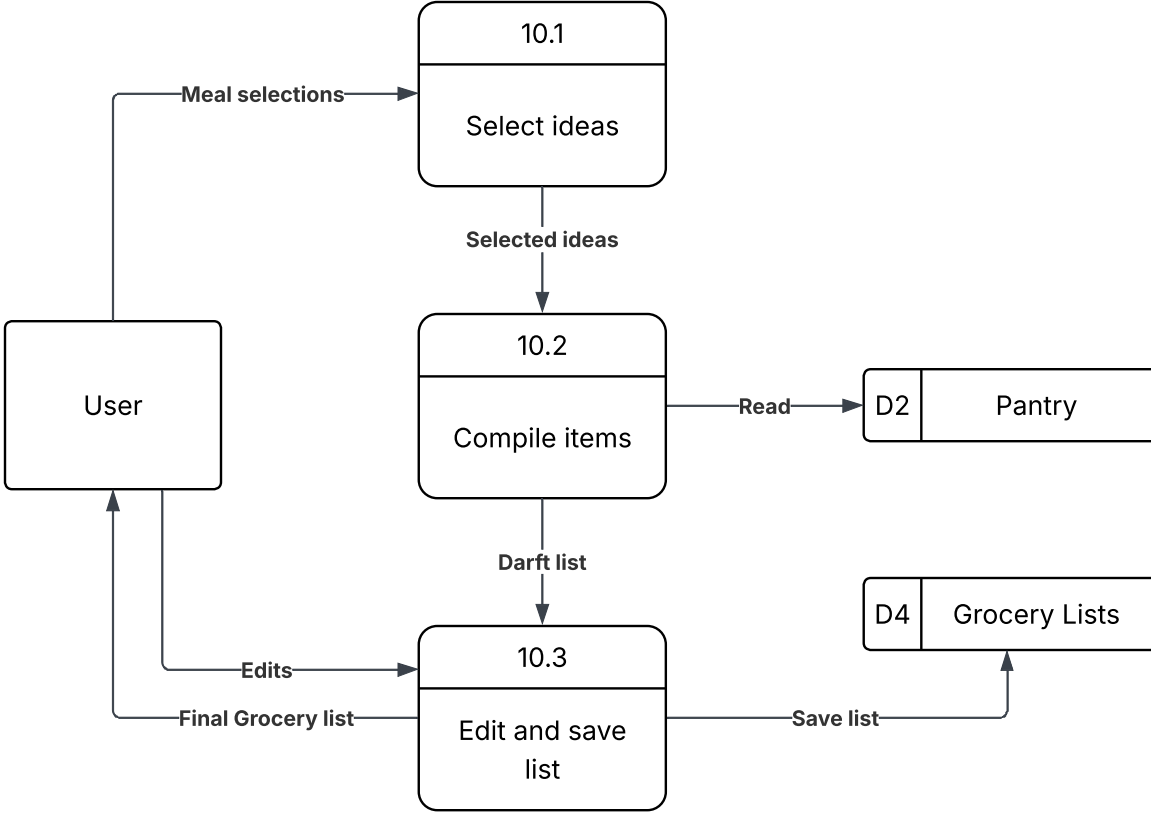 10.1
Meal selections
Select ideas
Selected ideas
10.2
User
Compile items
Read
D2
Pantry
Darft list
D4
Grocery Lists
10.3
Edits
Final Grocery list
Edit and save
list
Save list